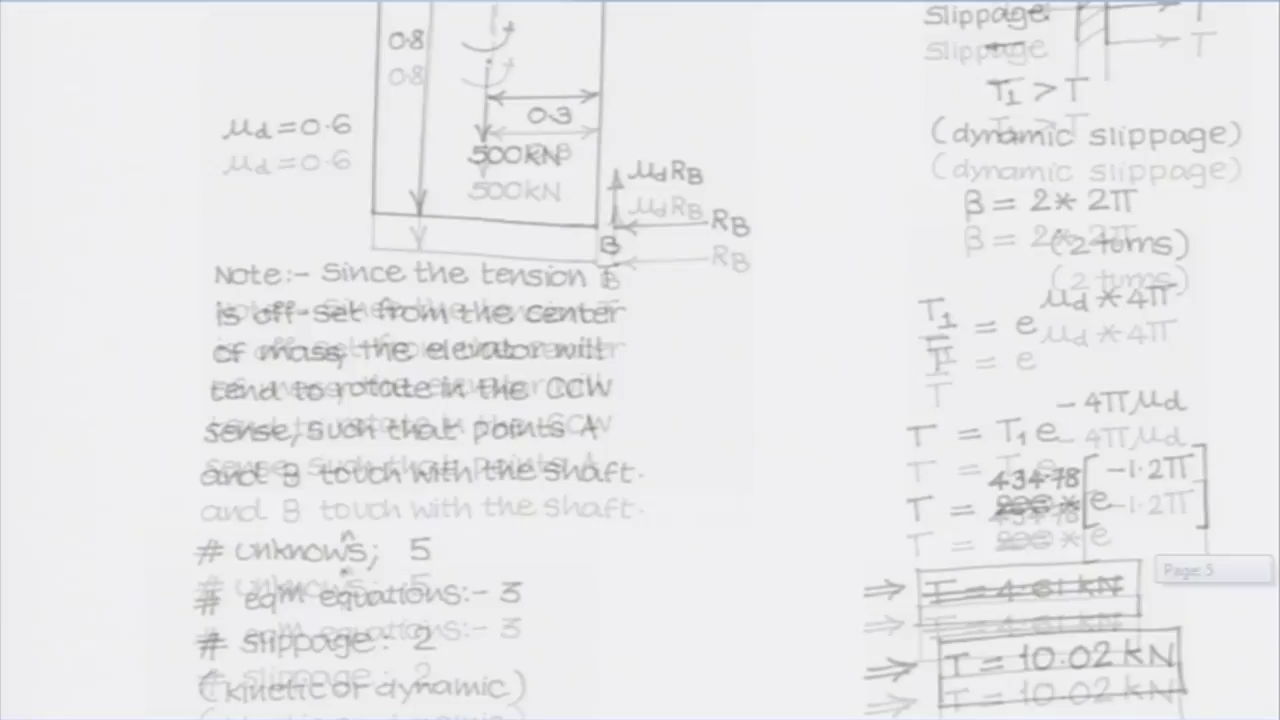 0.8
0.3
μd = 0.6
500KN
μdRB
RB
B
Note:- Since the tension T
is off-set from the center
of mass, the elevator will
tend to rotate in the CCW
sense, such that points A
and B touch with the shaft.
# unknowns; 5
# eqm equations:- 3
# slippage: 2
(kinetic or dynamic)
slippage
T
T1 > T
(dynamic slippage)
β = 2 * 2π
(2 turns)
T1/T = e^μd * 4π
T = T1 e^-4πμd
T = 434.78 [e^-1.2π]
⇒ T = 4.61 KN
⇒ T = 10.02 KN
Page: 5